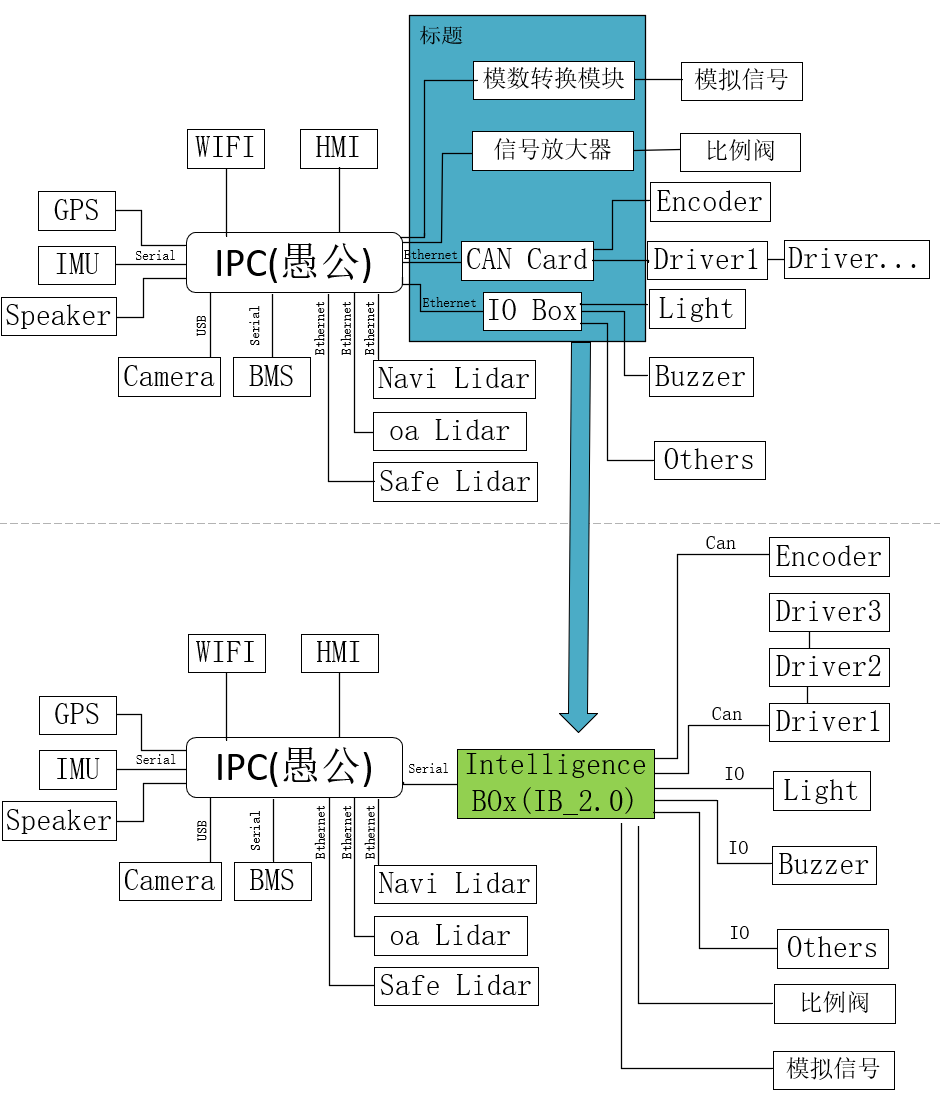 标题
模数转换模块
模拟信号
信号放大器
比例阀
WIFI
HMI
GPS
IMU
Speaker
Serial
IPC(愚公)
Ethernet
CAN Card
Encoder
Driver1
Driver...
Ethernet
IO Box
Light
Buzzer
Others
USB
Serial
Ethernet
Ethernet
Ethernet
Camera
BMS
Navi Lidar
oa Lidar
Safe Lidar
Can
Encoder
Driver3
Driver2
Can
Driver1
WIFI
HMI
GPS
IMU
Speaker
Serial
IPC(愚公)
Serial
Intelligence
BOx(IB_2.0)
IO
Light
IO
Buzzer
IO
Others
比例阀
模拟信号
USB
Serial
Ethernet
Ethernet
Ethernet
Camera
BMS
Navi Lidar
oa Lidar
Safe Lidar